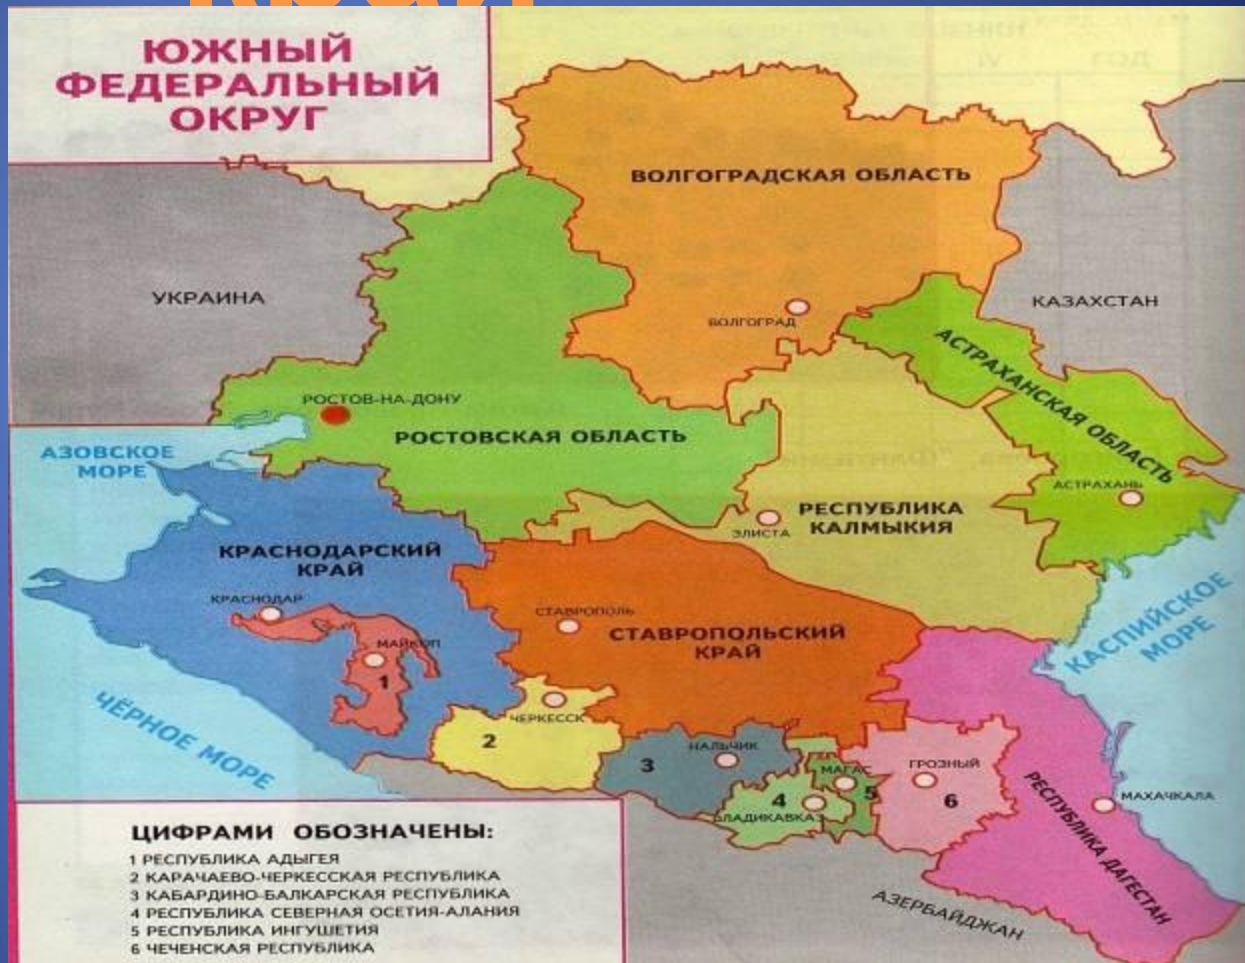 ЮЖНЫЙ
ФЕДЕРАЛЬНЫЙ
ОКРУГ
ВОЛГОГРАДСКАЯ ОБЛАСТЬ
УКРАИНА
КАЗАХСТАН
ВОЛГОГРАД
АСТРАХАНСКАЯ ОБЛАСТЬ
РОСТОВ-НА-ДОНУ
РОСТОВСКАЯ ОБЛАСТЬ
АЗОВСКОЕ
МОРЕ
АСТРАХАНЬ
РЕСПУБЛИКА
КАЛМЫКИЯ
ЭЛИСТА
КРАСНОДАРСКИЙ
КРАЙ
КРАСНОДАР
СТАВРОПОЛЬ
СТАВРОПОЛЬСКИЙ
КРАЙ
МАЙКОП
1
КАСПИЙСКОЕ
МОРЕ
ЧЁРНОЕ МОРЕ
ЧЕРКЕССК
2
НАЛЬЧИК
3
МАГАС
ГРОЗНЫЙ
4
5
6
ВЛАДИКАВКАЗ
МАХАЧКАЛА
РЕСПУБЛИКА ДАГЕСТАН
АЗЕРБАЙДЖАН
ЦИФРАМИ ОБОЗНАЧЕНЫ:
1 РЕСПУБЛИКА АДЫГЕЯ
2 КАРАЧАЕВО-ЧЕРКЕССКАЯ РЕСПУБЛИКА
3 КАБАРДИНО-БАЛКАРСКАЯ РЕСПУБЛИКА
4 РЕСПУБЛИКА СЕВЕРНАЯ ОСЕТИЯ-АЛАНИЯ
5 РЕСПУБЛИКА ИНГУШЕТИЯ
6 ЧЕЧЕНСКАЯ РЕСПУБЛИКА